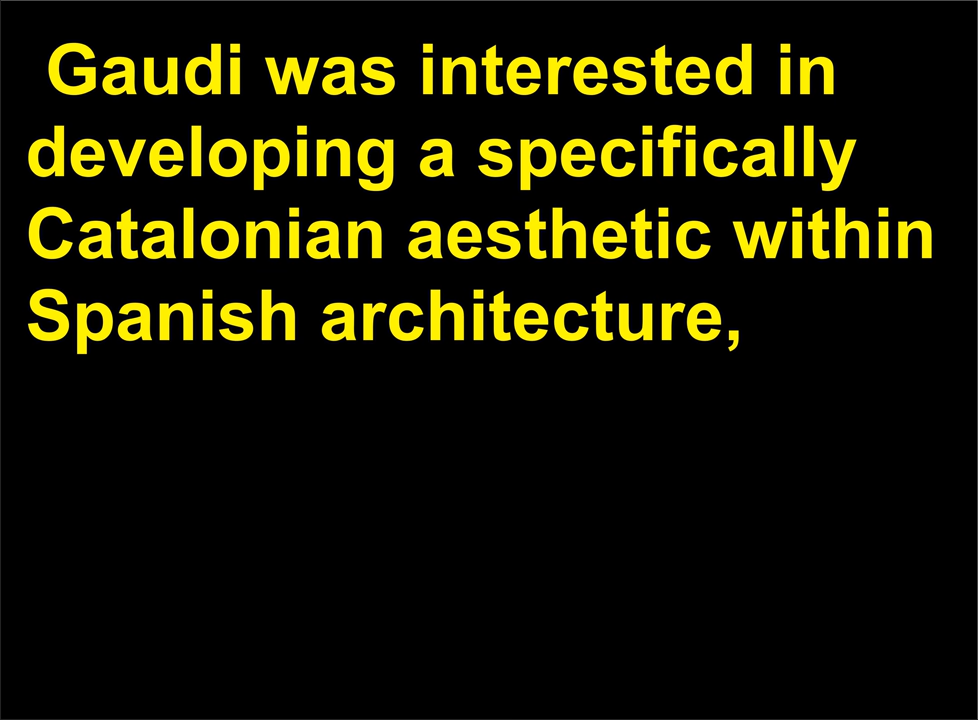 Gaudi was interested in
developing a specifically
Catalonian aesthetic within
Spanish architecture,